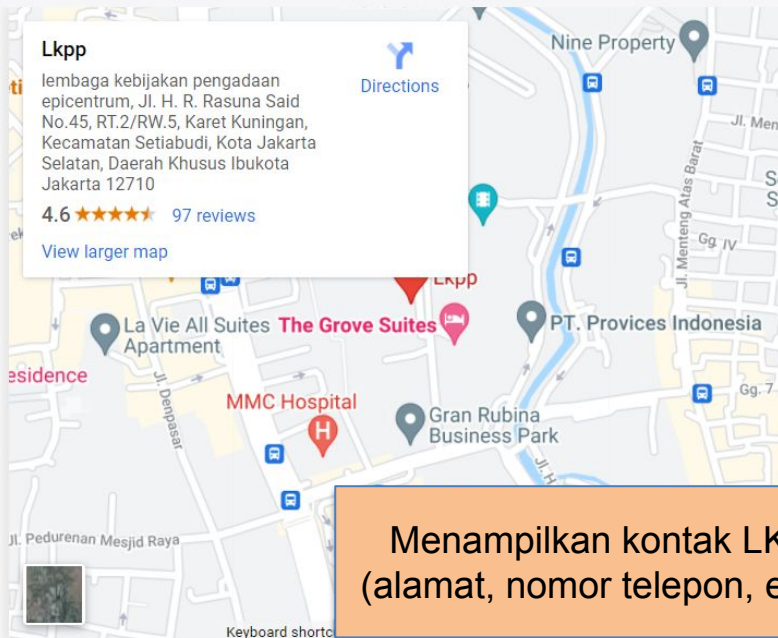 Lkpp
lembaga kebijakan pengadaan
epicentrum, Jl. H. R. Rasuna Said
No.45, RT.2/RW.5, Karet Kuningan,
Kecamatan Setiabudi, Kota Jakarta
Selatan, Daerah Khusus Ibukota
Jakarta 12710
4.6 97 reviews
View larger map
Directions
Nine Property
Jl. Menteng Atas Barat
Gg. IV
Lkpp
La Vie All Suites
Apartment
The Grove Suites
PT. Provices Indonesia
Jl. Denpasar
MMC Hospital
H
Gran Rubina
Business Park
Gg. 7
Jl. Pedurenan Mesjid Raya
Menampilkan kontak
(alamat, nomor telepon,
Keyboard